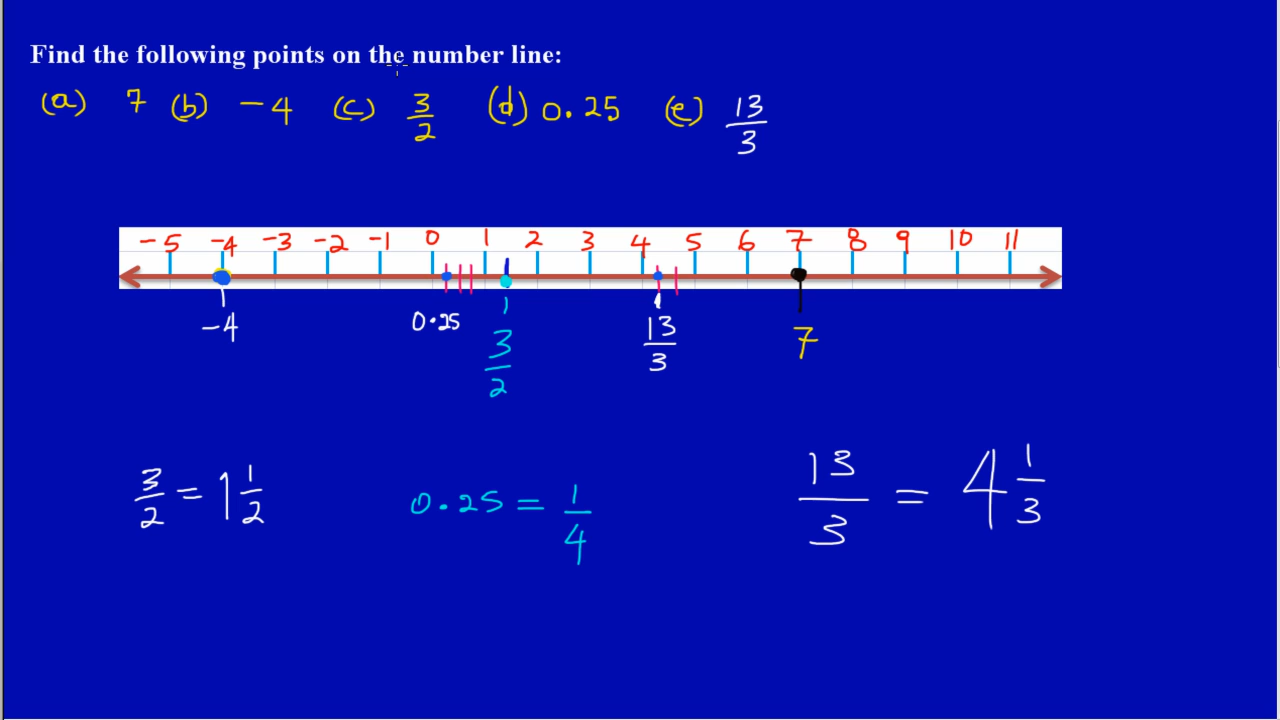 Find the following points on the number line:
(a) 7 (b) -4 (c) 3/2 (d) 0.25 (e) 13/3
-5 -4 -3 -2 -1 0 1 2 3 4 5 6 7 8 9 10 11
-4 0.25 3/2 13/3 7
3/2 = 1 1/2 0.25 = 1/4 13/3 = 4 1/3